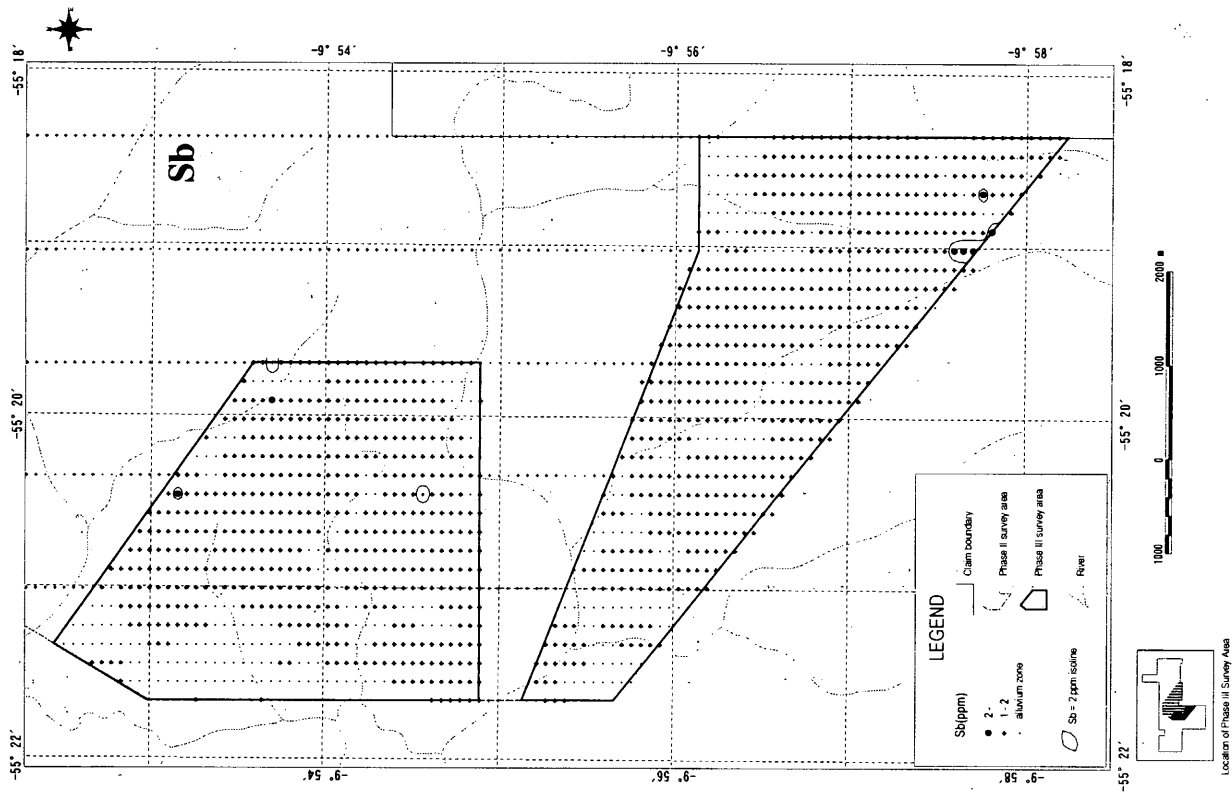 Sb
-55° 18′
-55° 20′
-55° 22′
-9° 54′
-9° 56′
-9° 58′
-55° 18′
-55° 20′
-55° 22′
-9° 54′
-9° 56′
-9° 58′
LEGEND
Sb(ppm)
2 -
1 - 2
alluvium zone
Sb = 2 ppm isoline
Claim boundary
Phase II survey area
Phase III survey area
River
1000 0 1000 2000 m
Location of Phase III Survey Area